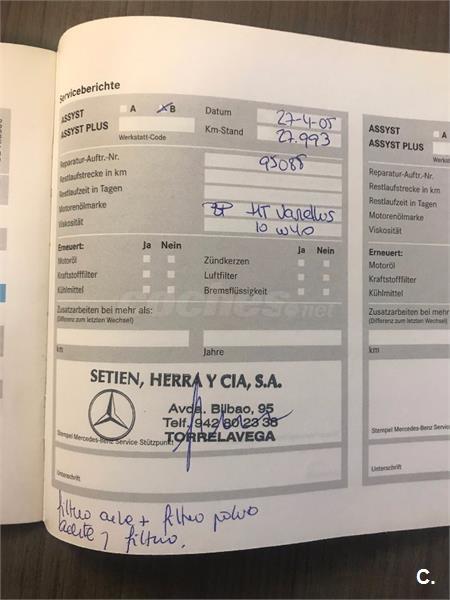 Serviceberichte
ASSYST A XB Datum 27-4-05
ASSYST PLUS Werkstatt-Code Km-Stand 27.993
Reparatur-Auftr.-Nr. 95085
Restlaufstrecke in km
Restlaufzeit in Tagen
Motorenölmarke BP HT Vanellus
Viskosität 10 W40
Erneuert: Ja Nein Ja Nein
Motoröl Zündkerzen
Kraftstofffilter Luftfilter
Kühlmittel Bremsflüssigkeit
Zusatzarbeiten bei mehr als:
(Differenz zum letzten Wechsel)
km Jahre
SETIEN, HERRA Y CIA, S.A.
Avda. Bilbao, 95
Telf. 942 80 23 38
Stempel Mercedes-Benz Service Stützpunkt
TORRELAVEGA
Unterschrift
filtro aire + filtro polvo
aceite y filtro.
ASSYST A
ASSYST PLUS
Werkstatt-
Reparatur-Auftr.-Nr.
Restlaufstrecke in km
Restlaufzeit in Tagen
Motorenölmarke
Viskosität
Erneuert:
Motoröl
Kraftstofffilter
Kühlmittel
Zusatzarbeiten bei
(Differenz zum letzten Wechsel)
km
Stempel Mercedes-Benz Service
Unterschrift
coches.net
C.